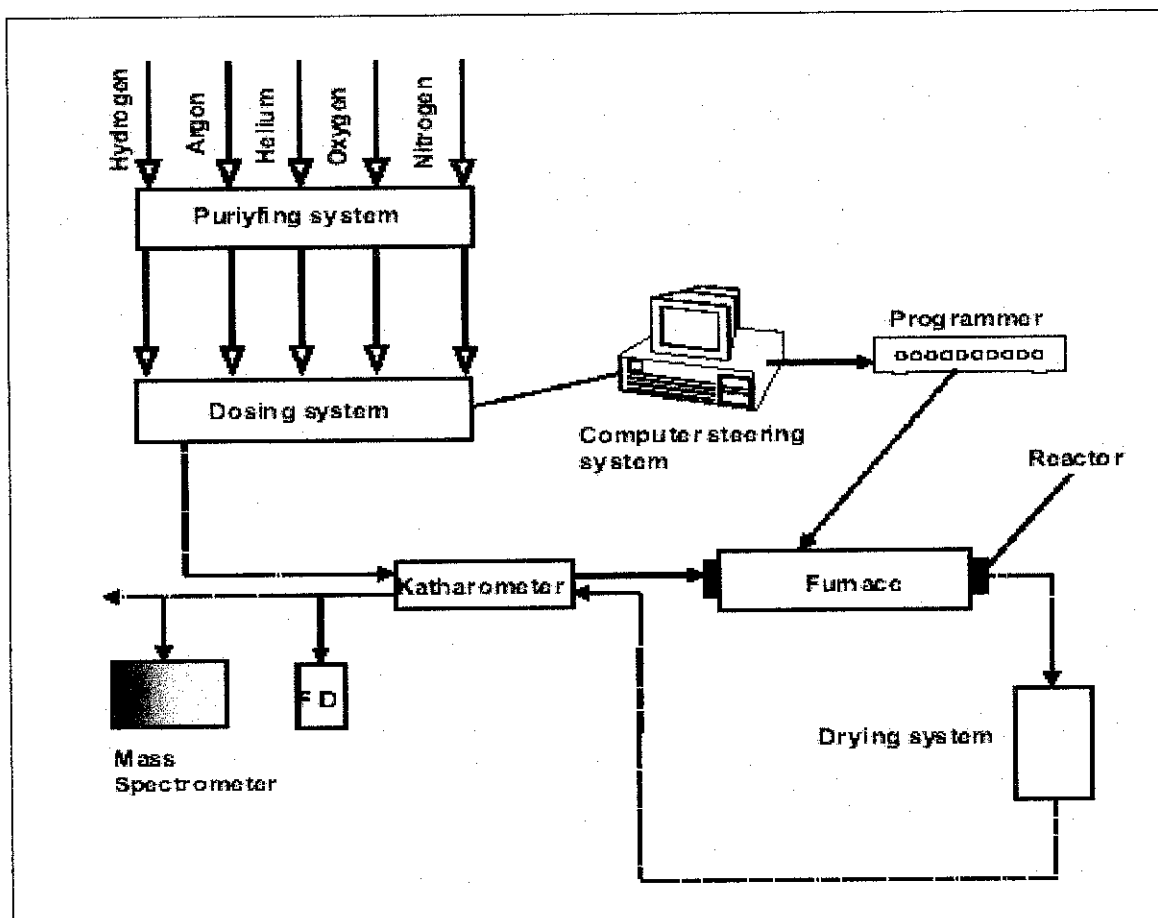 Hydrogen
Argon
Helium
Oxygen
Nitrogen
Puriyfing system
Dosing system
Computer steering
system
Programmer
Reactor
Katharometer
Furnace
F D
Drying system
Mass
Spectrometer